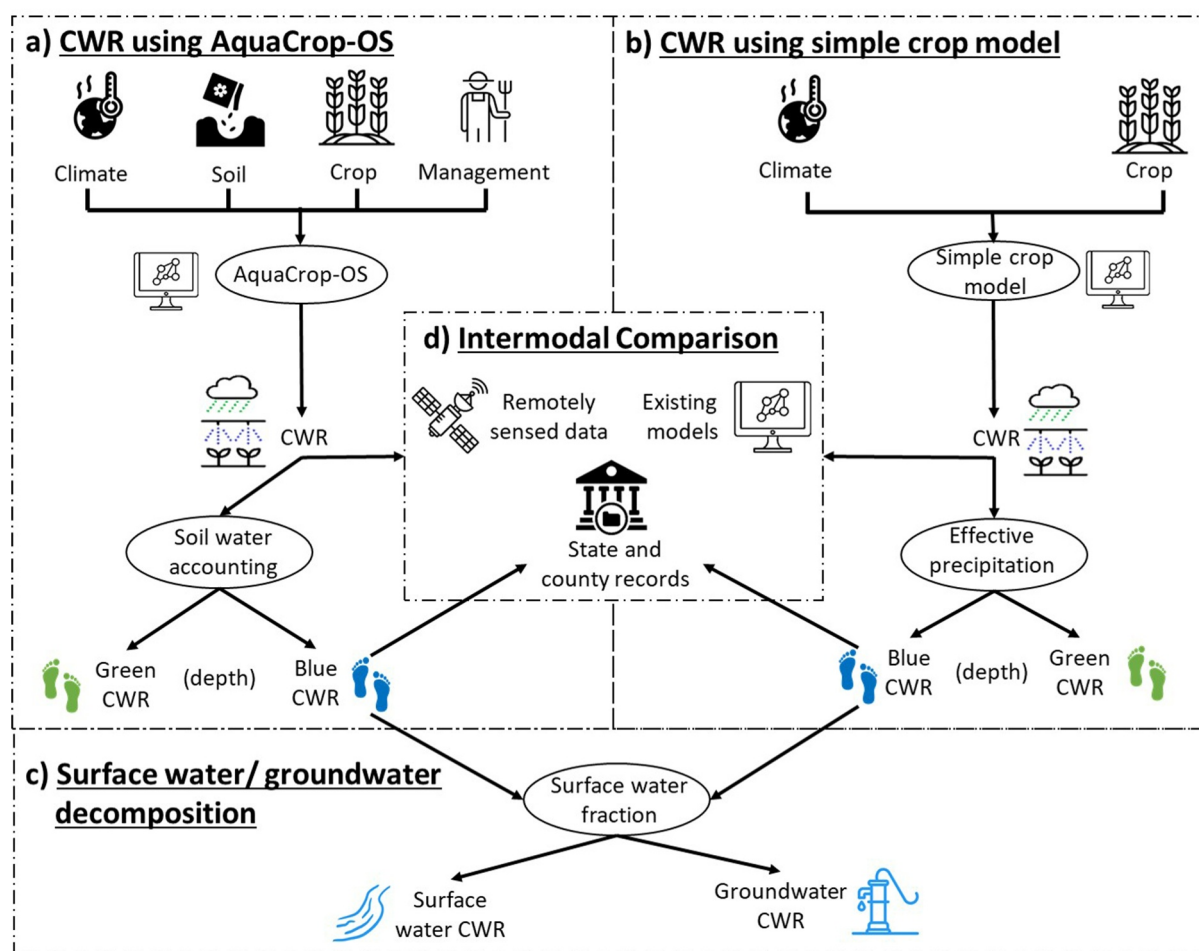 a) CWR using AquaCrop-OS
Climate
Soil
Crop
Management
AquaCrop-OS
CWR
Soil water
accounting
Green
CWR
(depth)
Blue
CWR
b) CWR using simple crop model
Climate
Crop
Simple crop
model
CWR
Effective
precipitation
Blue
CWR
(depth)
Green
CWR
d) Intermodal Comparison
Remotely
sensed data
Existing
models
State and
county records
c) Surface water/ groundwater
decomposition
Surface water
fraction
Surface
water CWR
Groundwater
CWR